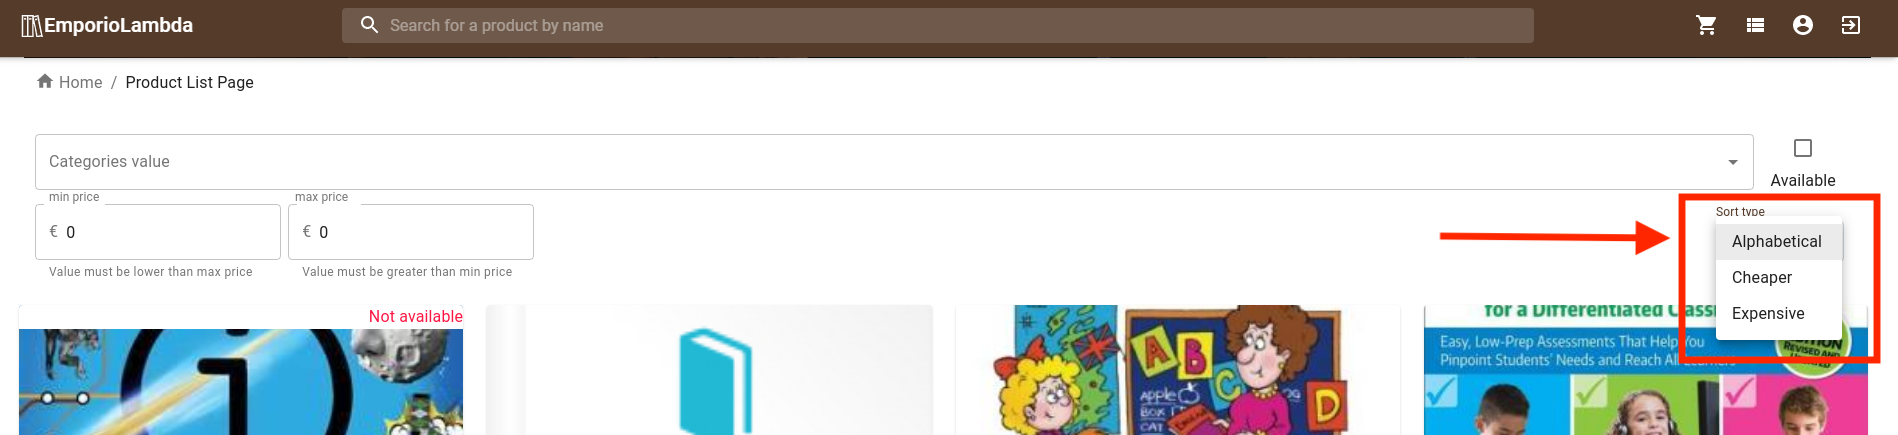 EmporioLambda
Search for a product by name
Home / Product List Page
Categories value
Available
min price
max price
Sort type
€ 0
€ 0
Alphabetical
Cheaper
Expensive
Value must be lower than max price
Value must be greater than min price
Not available
for a Differentiated Class
Easy, Low-Prep Assessments That Help You
Pinpoint Students' Needs and Reach All Learners
REVISED AND
A B C D
APPLE
BOX
CAT